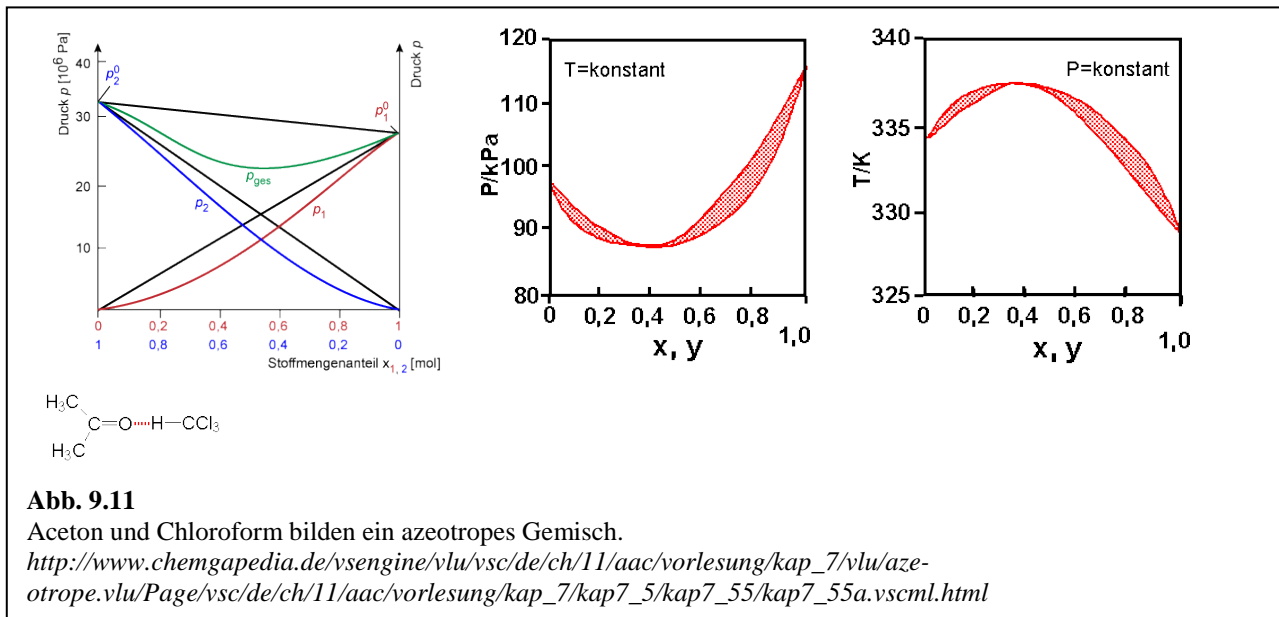 Druck p [10⁶ Pa]
40
30
20
10
p₂⁰
Druck p
p₁⁰
p_ges
p₂
p₁
0 0,2 0,4 0,6 0,8 1
1 0,8 0,6 0,4 0,2 0
Stoffmengenanteil x₁,₂ [mol]
P/kPa
120
110
100
90
80
T=konstant
0 0,2 0,4 0,6 0,8 1,0
x, y
T/K
340
335
330
325
P=konstant
0 0,2 0,4 0,6 0,8 1,0
x, y
H₃C
C=O H—CCl₃
H₃C
Abb. 9.11
Aceton und Chloroform bilden ein azeotropes Gemisch.
http://www.chemgapedia.de/vsengine/vlu/vsc/de/ch/11/aac/vorlesung/kap_7/vlu/aze-
otrope.vlu/Page/vsc/de/ch/11/aac/vorlesung/kap_7/kap7_5/kap7_55/kap7_55a.vscml.html